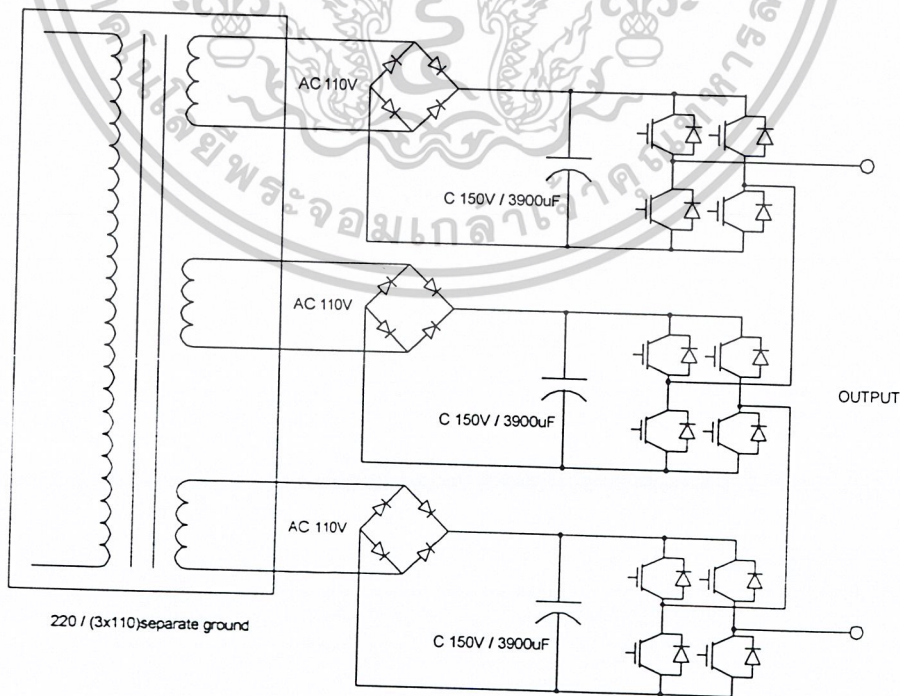 AC 110V
C 150V / 3900uF
AC 110V
C 150V / 3900uF
OUTPUT
AC 110V
C 150V / 3900uF
220 / (3x110)separate ground